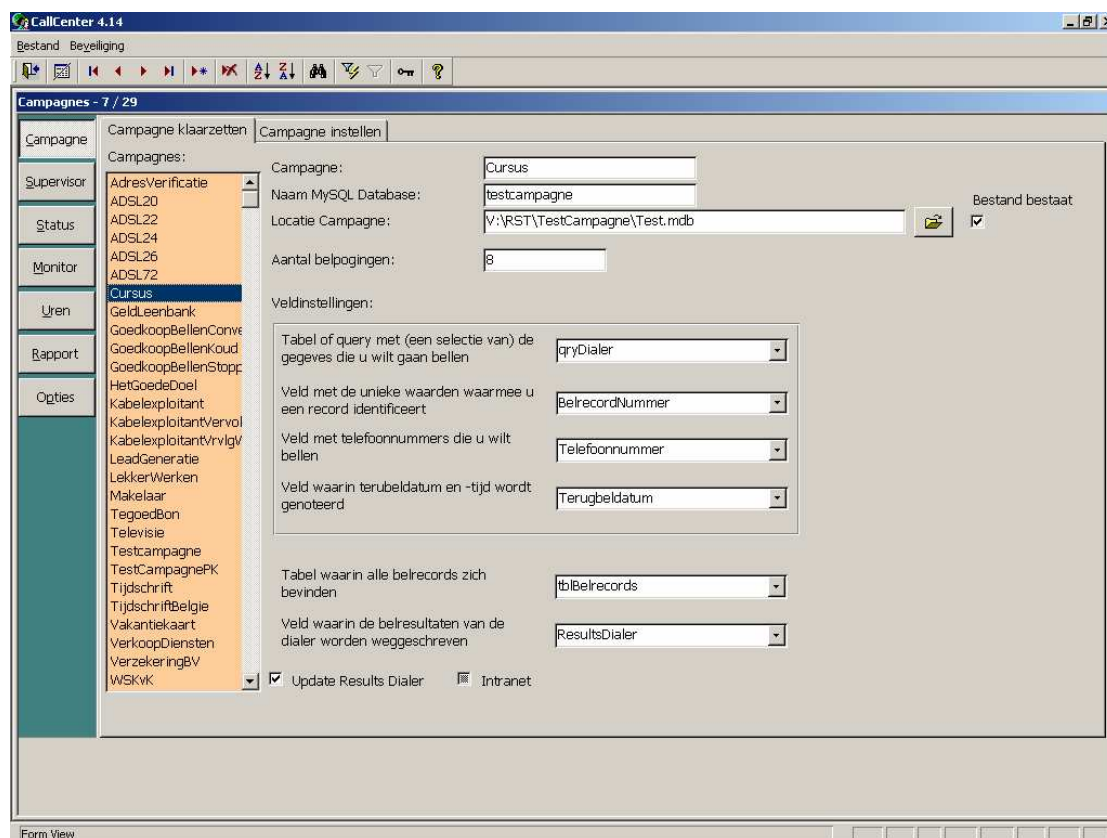 CallCenter 4.14
Bestand Beveiliging
Campagnes - 7 / 29
Campagne
Supervisor
Status
Monitor
Uren
Rapport
Opties
Campagne klaarzetten
Campagne instellen
Campagnes:
AdresVerificatie
ADSL20
ADSL22
ADSL24
ADSL26
ADSL72
Cursus
GeldLeenbank
GoedkoopBellenConve
GoedkoopBellenKoud
GoedkoopBellenStopp
HetGoedeDoel
Kabelexploitant
KabelexploitantVervol
KabelexploitantVrvlgV
LeadGeneratie
LekkerWerken
Makelaar
TegoedBon
Televisie
Testcampagne
TestCampagnePK
Tijdschrift
TijdschriftBelgie
Vakantiekaart
VerkoopDiensten
VerzekeringBV
WSKvK
Campagne:
Cursus
Naam MySQL Database:
testcampagne
Locatie Campagne:
V:\RST\TestCampagne\Test.mdb
Bestand bestaat
Aantal belpogingen:
8
Veldinstellingen:
Tabel of query met (een selectie van) de
gegeves die u wilt gaan bellen
qryDialer
Veld met de unieke waarden waarmee u
een record identificeert
BelrecordNummer
Veld met telefoonnummers die u wilt
bellen
Telefoonnummer
Veld waarin terubeldatum en -tijd wordt
genoteerd
Terugbeldatum
Tabel waarin alle belrecords zich
bevinden
tblBelrecords
Veld waarin de belresultaten van de
dialer worden weggeschreven
ResultsDialer
Update Results Dialer
Intranet
Form View